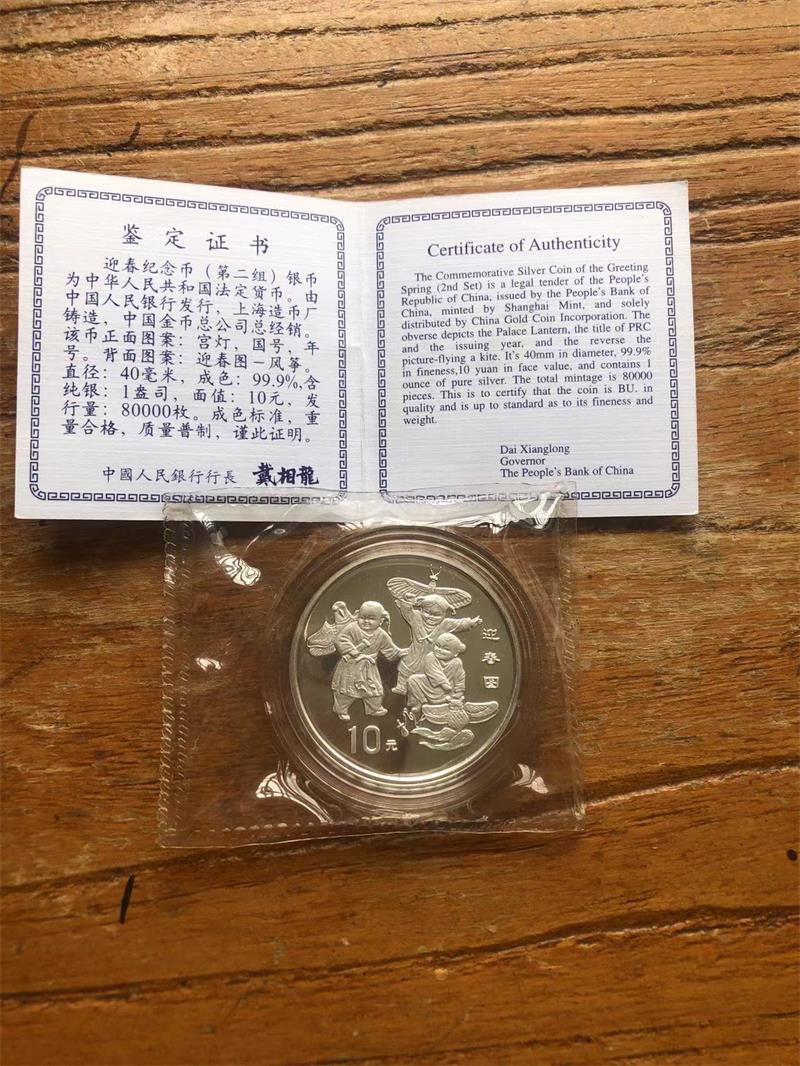 鉴定证书
迎春纪念币（第二组）银币
为中华人民共和国法定货币。由
中国人民银行发行，上海造币厂
铸造，中国金币总公司总经销。
该币正面图案：宫灯，国号，年
号。背面图案：迎春图－风筝。
直径：40毫米，成色：99.9%，含
纯银：1盎司，面值：10元，发
行量：80000枚。成色标准，重
量合格，质量普制，谨此证明。
中國人民銀行行長 戴相龍
Certificate of Authenticity
The Commemorative Silver Coin of the Greeting
Spring (2nd Set) is a legal tender of the People's
Republic of China, issued by the People's Bank of
China, minted by Shanghai Mint, and solely
distributed by China Gold Coin Incorporation. The
obverse depicts the Palace Lantern, the title of PRC
and the issuing year, and the reverse the
picture-flying a kite. It's 40mm in diameter, 99.9%
in fineness,10 yuan in face value, and contains 1
ounce of pure silver. The total mintage is 80000
pieces. This is to certify that the coin is BU. in
quality and is up to standard as to its fineness and
weight.
Dai Xianglong
Governor
The People's Bank of China
迎春图
10元